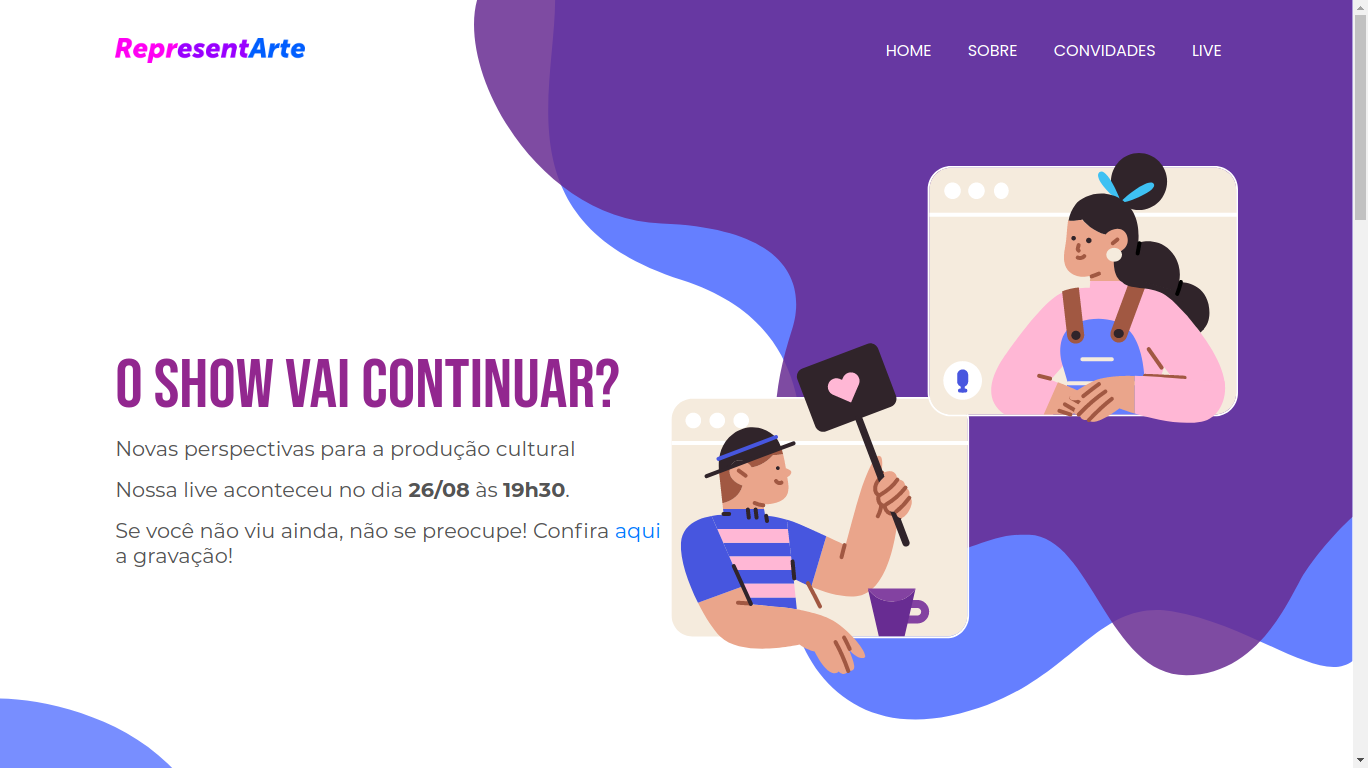 RepresentArte
HOME SOBRE CONVIDADES LIVE
O SHOW VAI CONTINUAR?
Novas perspectivas para a produção cultural
Nossa live aconteceu no dia 26/08 às 19h30.
Se você não viu ainda, não se preocupe! Confira aqui
a gravação!